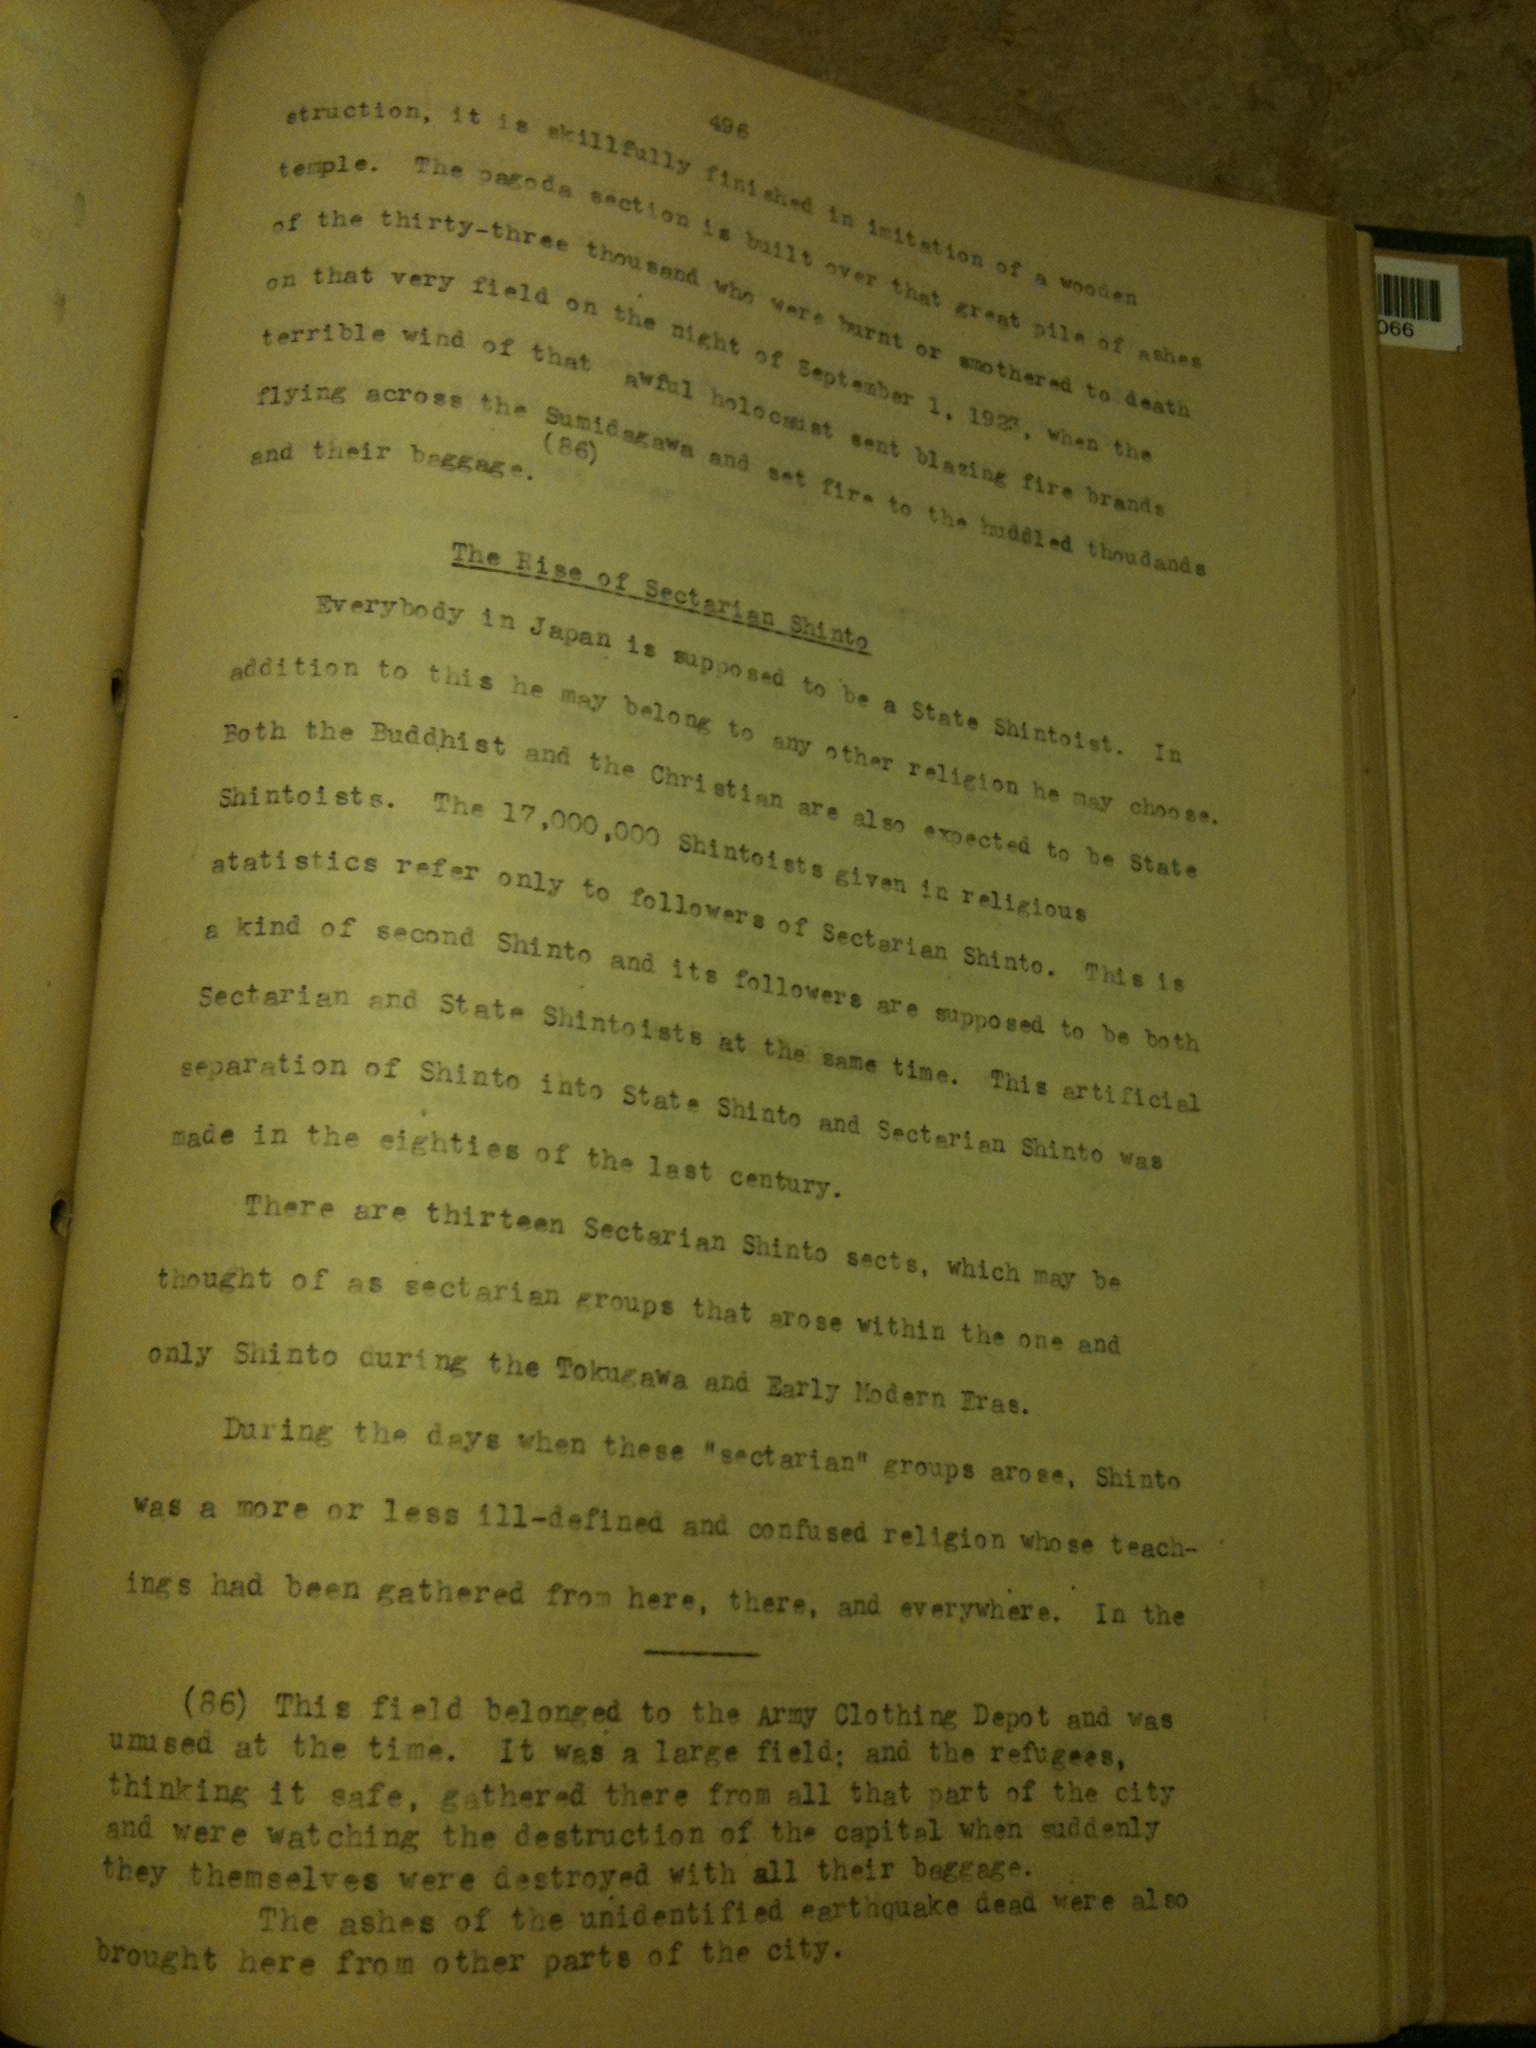 496
struction, it is skillfully finished in imitation of a wooden
temple. The pagoda section is built over that great pile of ashes
of the thirty-three thousand who were burnt or smothered to death
on that very field on the night of September 1, 1923, when the
terrible wind of that awful holocaust sent blazing fire brands
flying across the Sumidagawa and set fire to the huddled thoudands
and their baggage. (86)
The Rise of Sectarian Shinto
Everybody in Japan is supposed to be a State Shintoist. In
addition to this he may belong to any other religion he may choose.
Both the Buddhist and the Christian are also expected to be State
Shintoists. The 17,000,000 Shintoists given in religious
atatistics refer only to followers of Sectarian Shinto. This is
a kind of second Shinto and its followers are supposed to be both
Sectarian and State Shintoists at the same time. This artificial
separation of Shinto into State Shinto and Sectarian Shinto was
made in the eighties of the last century.
There are thirteen Sectarian Shinto sects, which may be
thought of as sectarian groups that arose within the one and
only Shinto during the Tokugawa and Early Modern Eras.
During the days when these "sectarian" groups arose, Shinto
was a more or less ill-defined and confused religion whose teach-
ings had been gathered from here, there, and everywhere. In the
(86) This field belonged to the Army Clothing Depot and was
unused at the time. It was a large field; and the refugees,
thinking it safe, gathered there from all that part of the city
and were watching the destruction of the capital when suddenly
they themselves were destroyed with all their baggage.
The ashes of the unidentified earthquake dead were also
brought here from other parts of the city.
066